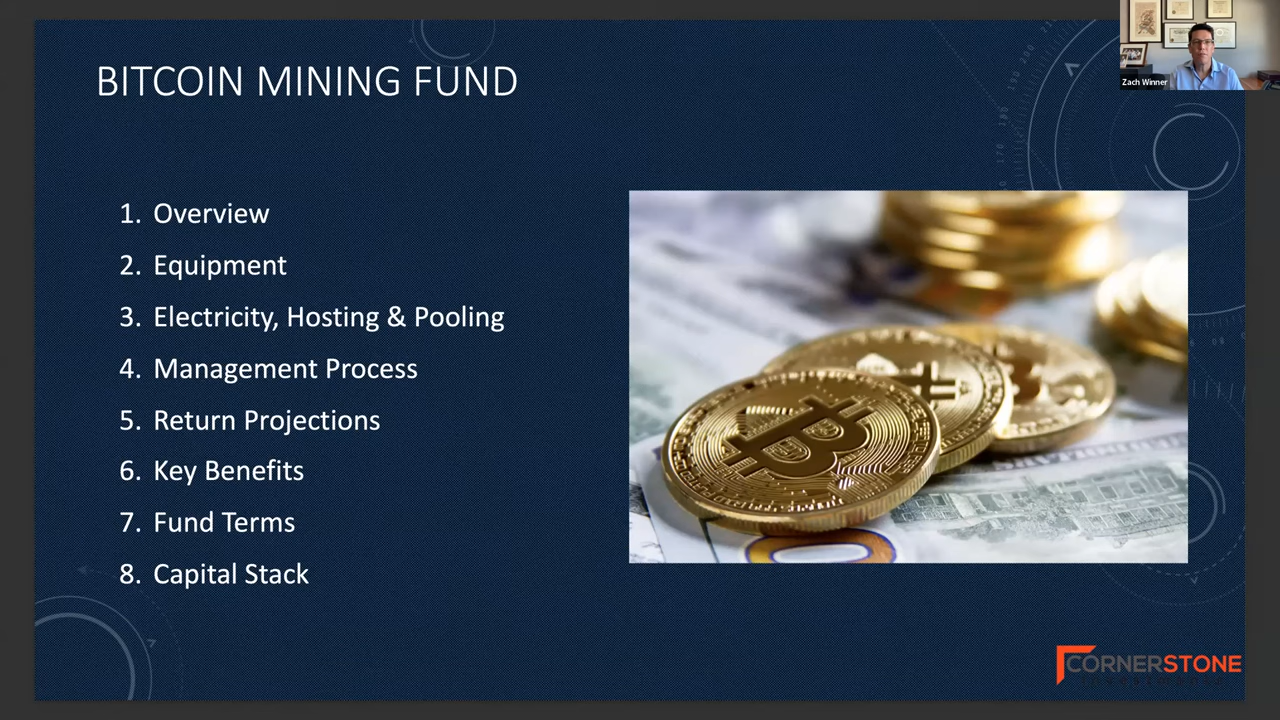 BITCOIN MINING FUND
Zach Winner
1. Overview
2. Equipment
3. Electricity, Hosting & Pooling
4. Management Process
5. Return Projections
6. Key Benefits
7. Fund Terms
8. Capital Stack
CORNERSTONE